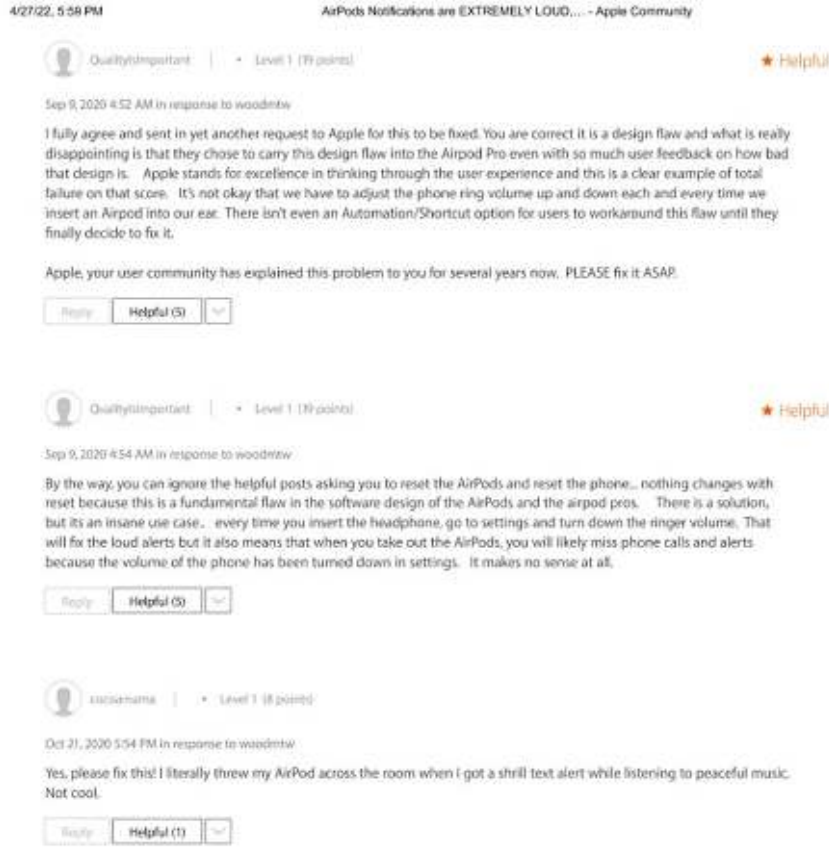 4/27/22, 5:59 PM AirPods Notifications are EXTREMELY LOUD,... - Apple Community
QualityIsImportant | • Level 1 (19 points)
★ Helpful
Sep 9, 2020 4:52 AM in response to woodmtw
I fully agree and sent in yet another request to Apple for this to be fixed. You are correct it is a design flaw and what is really
disappointing is that they chose to carry this design flaw into the Airpod Pro even with so much user feedback on how bad
that design is. Apple stands for excellence in thinking through the user experience and this is a clear example of total
failure on that score. It's not okay that we have to adjust the phone ring volume up and down each and every time we
insert an Airpod into our ear. There isn't even an Automation/Shortcut option for users to workaround this flaw until they
finally decide to fix it.
Apple, your user community has explained this problem to you for several years now. PLEASE fix it ASAP.
Reply Helpful (5)
QualityIsImportant | • Level 1 (19 points)
★ Helpful
Sep 9, 2020 4:54 AM in response to woodmtw
By the way, you can ignore the helpful posts asking you to reset the AirPods and reset the phone... nothing changes with
reset because this is a fundamental flaw in the software design of the AirPods and the airpod pros. There is a solution,
but its an insane use case. every time you insert the headphone, go to settings and turn down the ringer volume. That
will fix the loud alerts but it also means that when you take out the AirPods, you will likely miss phone calls and alerts
because the volume of the phone has been turned down in settings. It makes no sense at all.
Reply Helpful (5)
| • Level 1 (8 points)
Oct 21, 2020 5:54 PM in response to woodmtw
Yes, please fix this! I literally threw my AirPod across the room when I got a shrill text alert while listening to peaceful music.
Not cool.
Reply Helpful (1)